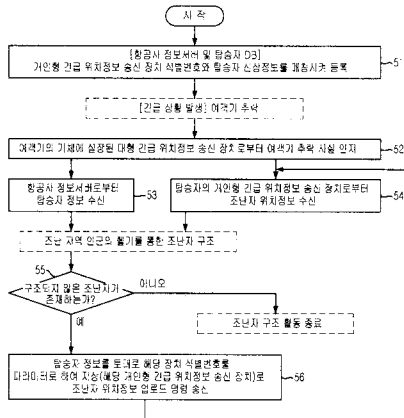 시 작
[항공사 정보서버 및 탑승자 DB]
개인형 긴급 위치정보 송신 장치 식별번호와 탑승자 신상정보를 매칭시켜 등록
51
[긴급 상황 발생] 여객기 추락
여객기의 기체에 설장된 대형 긴급 위치정보 송신 장치로부터 여객기 추락 사실 인지
52
항공사 정보서버로부터
탑승자 정보 수신
53
탑승자의 개인형 긴급 위치정보 송신 장치로부터
조난자 위치정보 수신
54
조난 지역 인근의 헬기를 통한 조난자 구조
55
구조되지 않은 조난자가
존재하는가?
아니오
예
조난자 구조 활동 종료
탑승자 정보를 토대로 해당 장치 식별번호를
파라미터로 하여 지상(해당 개인형 긴급 위치정보 송신 장치)로
조난자 위치정보 업로드 명령 송신
56